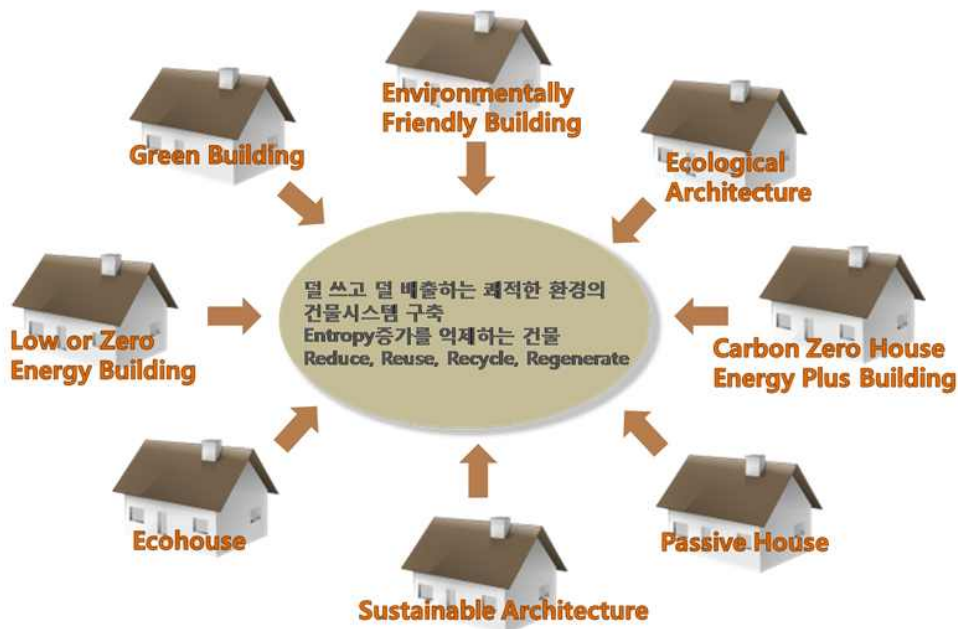 Environmentally
Friendly Building
Green Building
Ecological
Architecture
덜 쓰고 덜 배출하는 쾌적한 환경의
건물시스템 구축
Entropy증가를 억제하는 건물
Reduce, Reuse, Recycle, Regenerate
Low or Zero
Energy Building
Carbon Zero House
Energy Plus Building
Ecohouse
Passive House
Sustainable Architecture